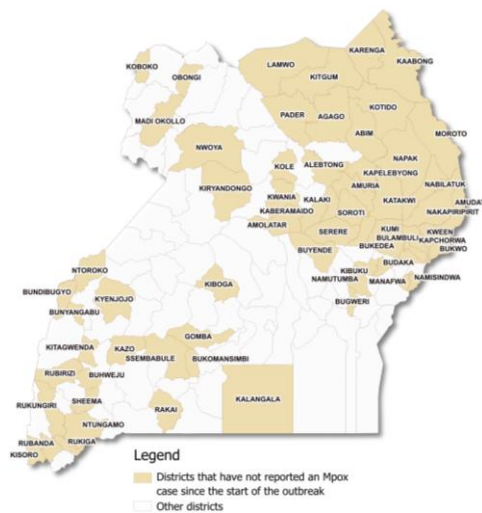 KARENGA
KAABONG
LAMWO
KITGUM
KOBOKO
OBONGI
KOTIDO
PADER
AGAGO
MADI OKOLLO
ABIM
MOROTO
NWOYA
KOLE
ALEBTONG
NAPAK
KAPELEBYONG
KIRYANDONGO
AMURIA
NABILATUK
KWANIA
KALAKI
KATAKWI
AMUDAT
KABERAMAIDO
SOROTI
NAKAPIRIPIRIT
AMOLATAR
SERERE
KUMI
KWEEN
BULAMBULI
KAPCHORWA
BUYENDE
BUKEDEA
BUKWO
NTOROKO
BUDAKA
KIBUKU
NAMISINDWA
BUNDIBUGYO
KYENJOJO
KIBOGA
NAMUTUMBA
MANAFWA
BUNYANGABU
BUGWERI
GOMBA
KITAGWENDA
KAZO
SSEMBABULE
BUKOMANSIMBI
RUBIRIZI
BUHWEJU
RUKUNGIRI
SHEEMA
RAKAI
KALANGALA
NTUNGAMO
RUBANDA
RUKIGA
KISORO
Legend
Districts that have not reported an Mpox
case since the start of the outbreak
Other districts